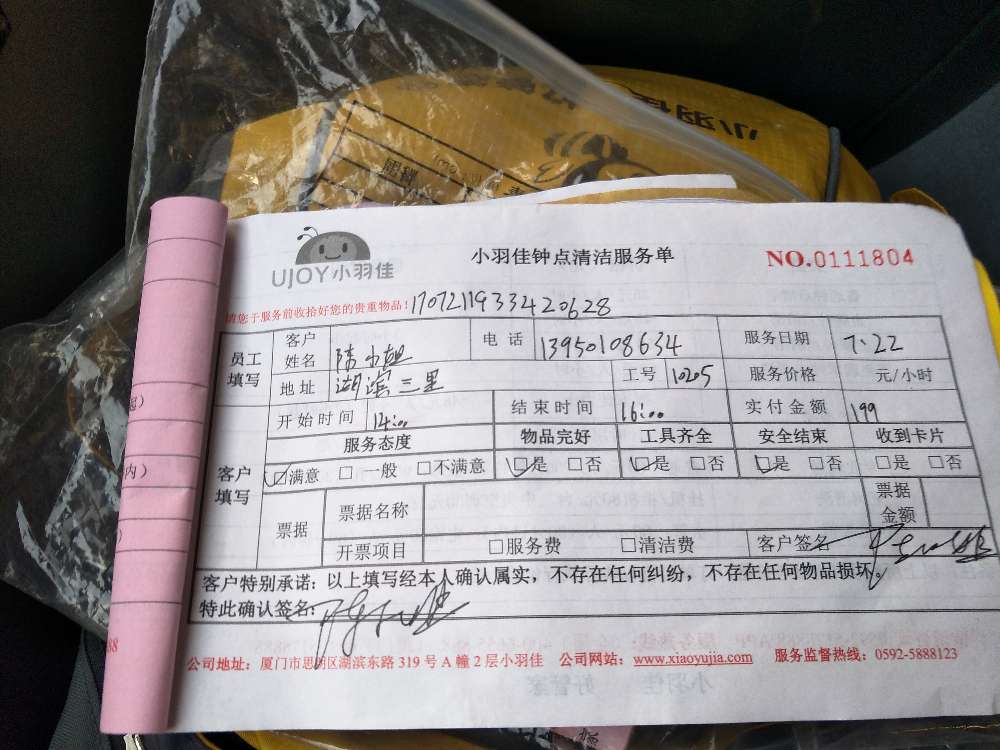 UJOY小羽佳
小羽佳钟点清洁服务单
NO.0111804
请您于服务前收拾好您的贵重物品!
17072119334420628
员工填写 客户姓名 陈小姐 电话 13950108634 服务日期 7.22
地址 湖滨三里 工号 10205 服务价格 元/小时
客户填写 开始时间 14:00 结束时间 16:00 实付金额 199
服务态度 物品完好 工具齐全 安全结束 收到卡片
☑满意 □一般 □不满意 ☑是 □否 ☑是 □否 ☑是 □否 □是 □否
票据 票据名称 票据金额
开票项目 □服务费 □清洁费 客户签名
客户特别承诺：以上填写经本人确认属实，不存在任何纠纷，不存在任何物品损坏。
特此确认签名：
公司地址：厦门市思明区湖滨东路319号A幢2层小羽佳 公司网站：www.xiaoyujia.com 服务监督热线：0592-5888123
内）
88